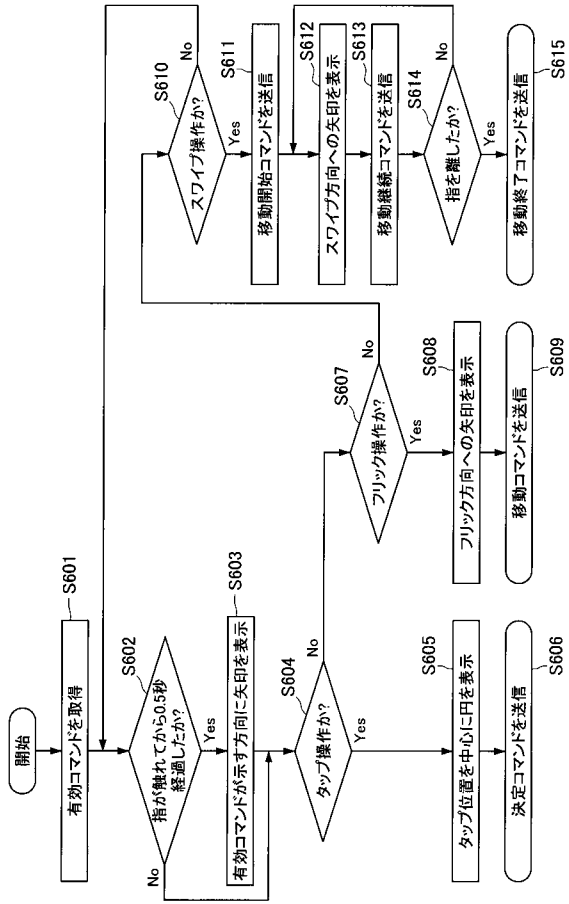 開始
有効コマンドを取得
S601
指が触れてから0.5秒
経過したか?
S602
No
Yes
有効コマンドが示す方向に矢印を表示
S603
タップ操作か?
S604
No
Yes
タップ位置を中心に円を表示
S605
決定コマンドを送信
S606
フリック操作か?
S607
No
Yes
フリック方向への矢印を表示
S608
移動コマンドを送信
S609
スワイプ操作か?
S610
No
Yes
移動開始コマンドを送信
S611
スワイプ方向への矢印を表示
S612
移動継続コマンドを送信
S613
指を離したか?
S614
No
Yes
移動終了コマンドを送信
S615